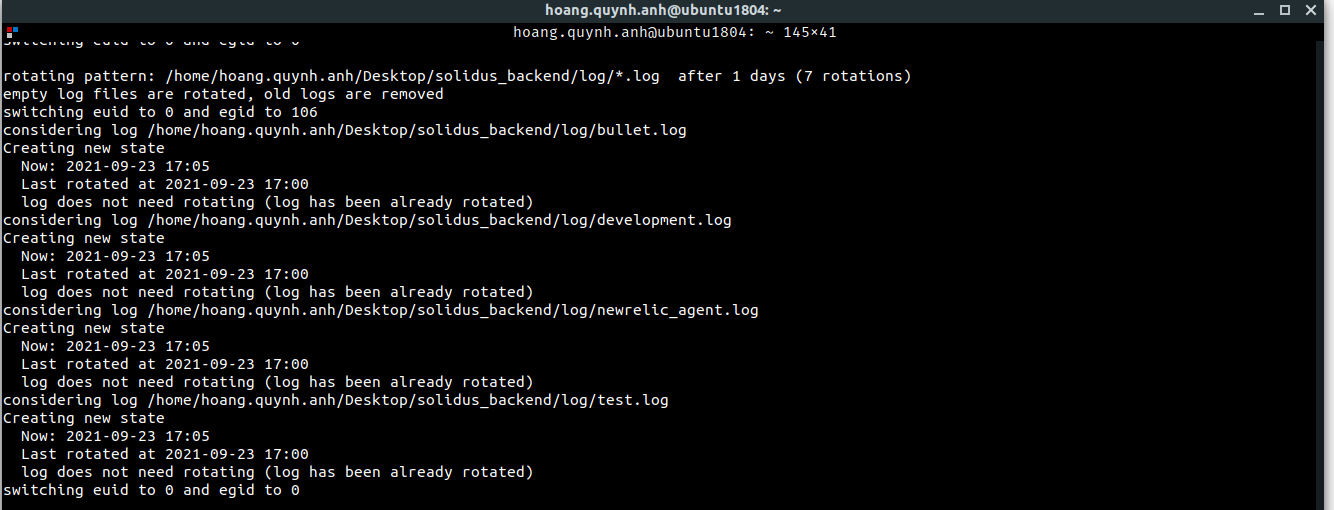 hoang.quynh.anh@ubuntu1804: ~
hoang.quynh.anh@ubuntu1804: ~ 145×41
switching euid to 0 and egid to 0
rotating pattern: /home/hoang.quynh.anh/Desktop/solidus_backend/log/*.log  after 1 days (7 rotations)
empty log files are rotated, old logs are removed
switching euid to 0 and egid to 106
considering log /home/hoang.quynh.anh/Desktop/solidus_backend/log/bullet.log
Creating new state
  Now: 2021-09-23 17:05
  Last rotated at 2021-09-23 17:00
  log does not need rotating (log has been already rotated)
considering log /home/hoang.quynh.anh/Desktop/solidus_backend/log/development.log
Creating new state
  Now: 2021-09-23 17:05
  Last rotated at 2021-09-23 17:00
  log does not need rotating (log has been already rotated)
considering log /home/hoang.quynh.anh/Desktop/solidus_backend/log/newrelic_agent.log
Creating new state
  Now: 2021-09-23 17:05
  Last rotated at 2021-09-23 17:00
  log does not need rotating (log has been already rotated)
considering log /home/hoang.quynh.anh/Desktop/solidus_backend/log/test.log
Creating new state
  Now: 2021-09-23 17:05
  Last rotated at 2021-09-23 17:00
  log does not need rotating (log has been already rotated)
switching euid to 0 and egid to 0